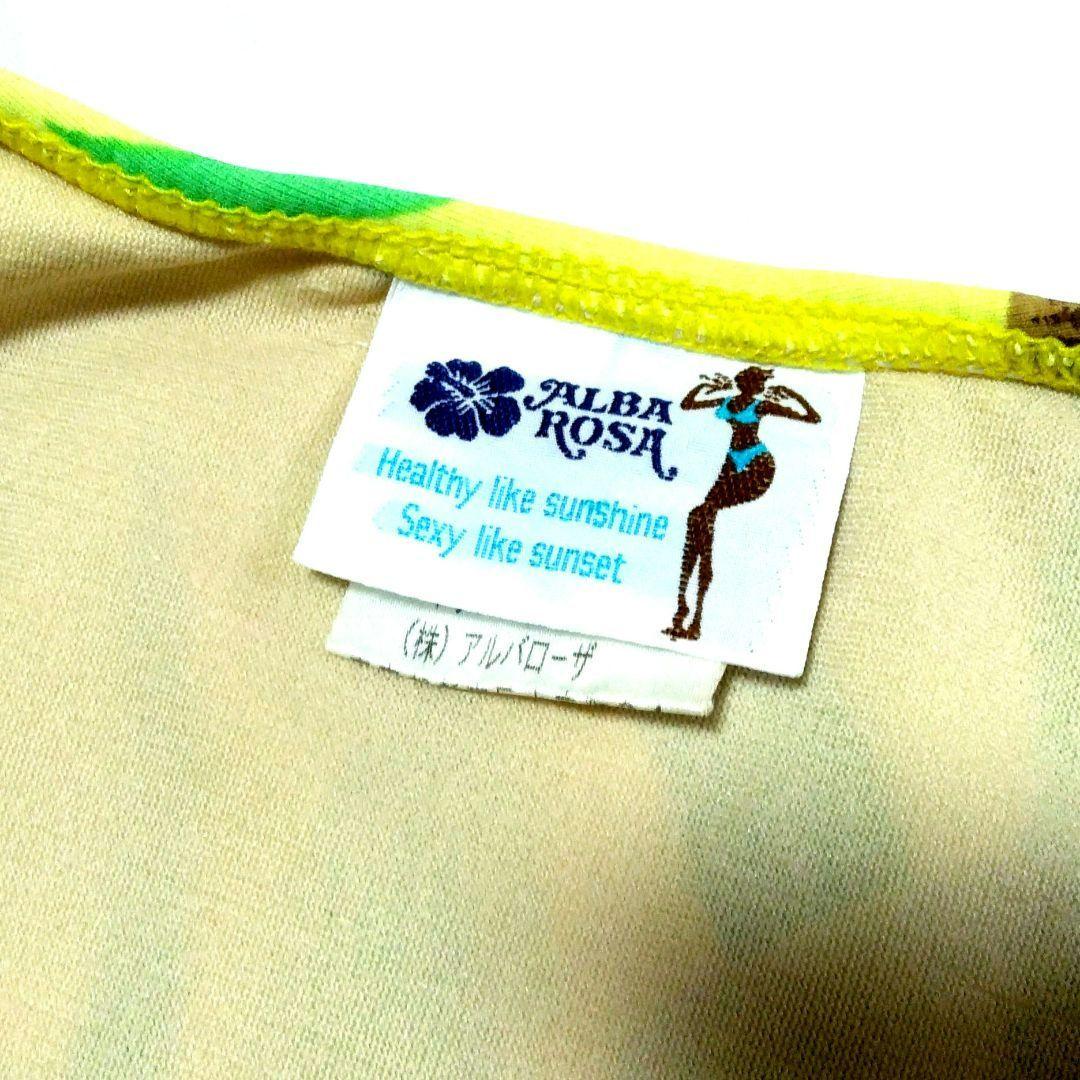 ALBA
ROSA
Healthy like sunshine
Sexy like sunset
(株) アルバローザ